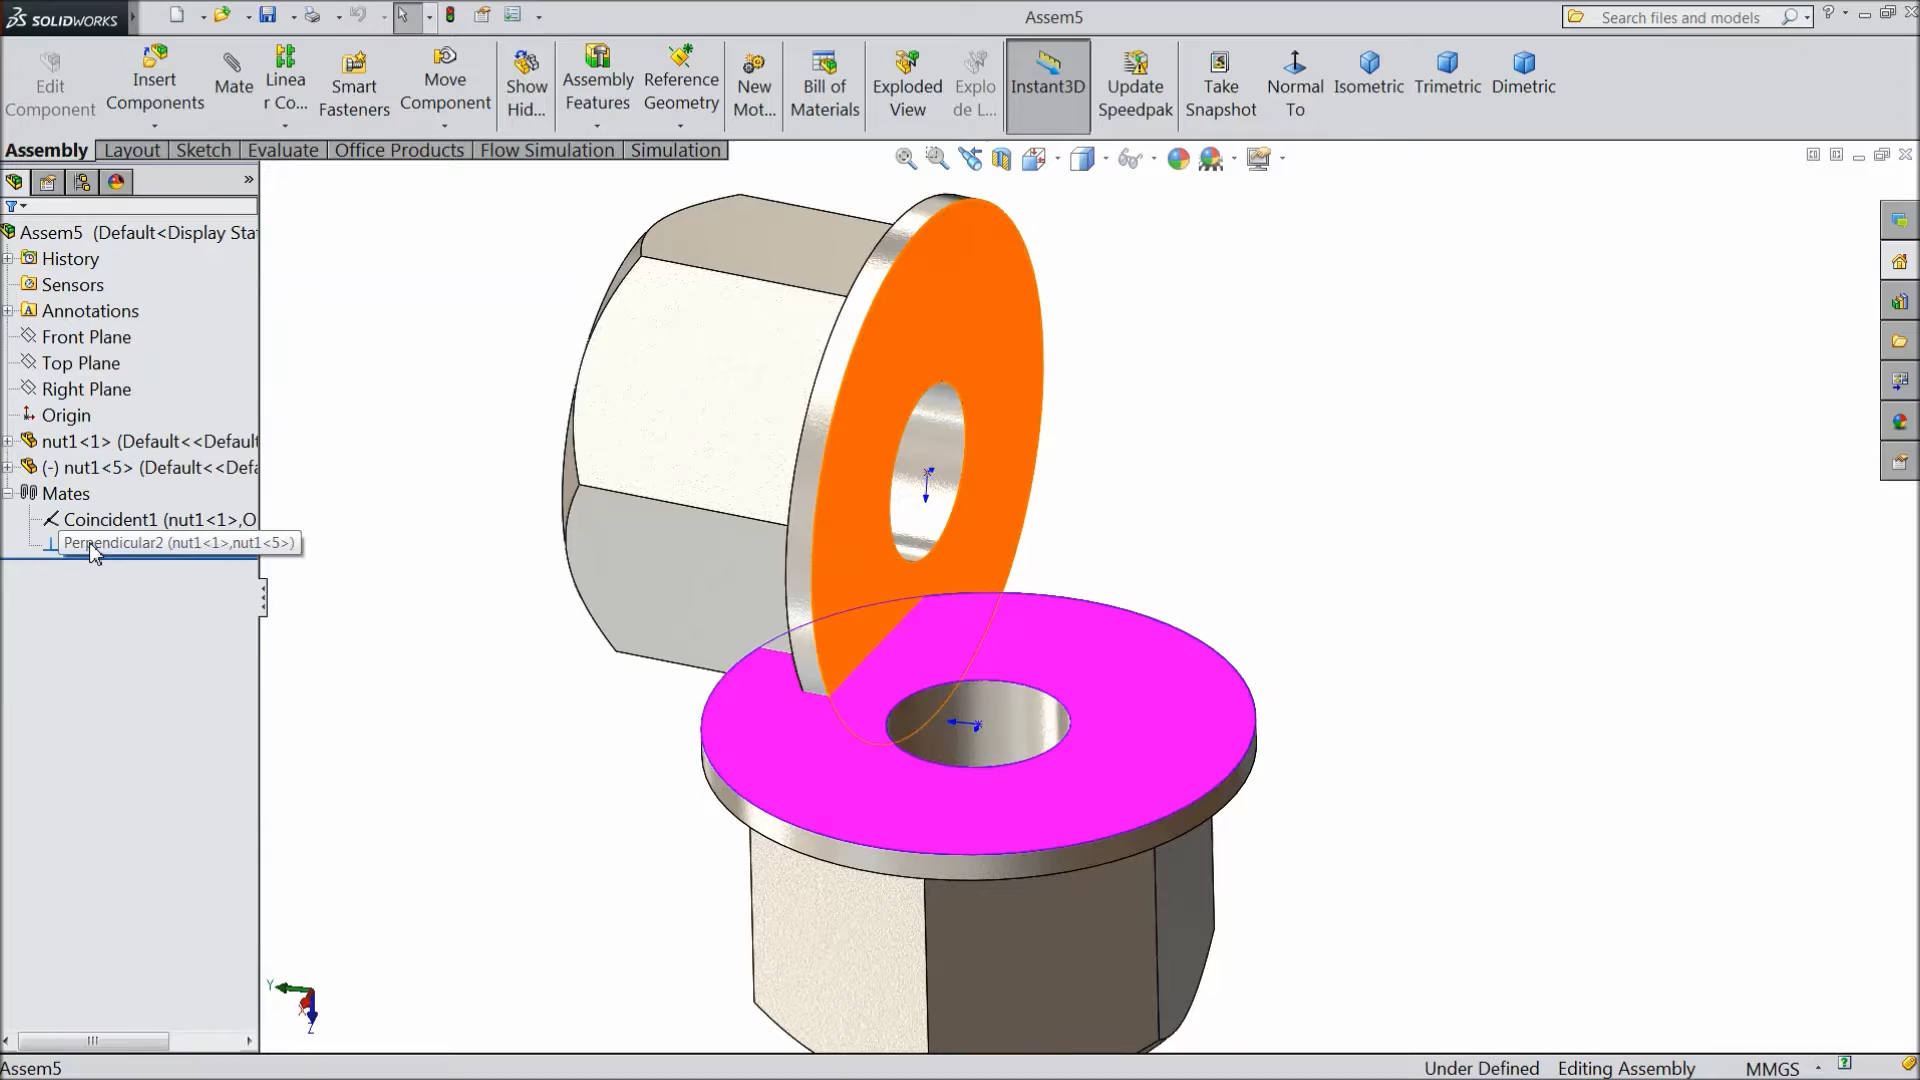 SOLIDWORKS
Assem5
Search files and models
Edit Component
Insert Components
Mate
Linea r Co...
Smart Fasteners
Move Component
Show Hid...
Assembly Features
Reference Geometry
New Mot...
Bill of Materials
Exploded View
Explo de L...
Instant3D
Update Speedpak
Take Snapshot
Normal To
Isometric
Trimetric
Dimetric
Assembly
Layout
Sketch
Evaluate
Office Products
Flow Simulation
Simulation
Assem5 (Default<Display Sta
History
Sensors
Annotations
Front Plane
Top Plane
Right Plane
Origin
nut1<1> (Default<<Default
(-) nut1<5> (Default<<Defa
Mates
Coincident1 (nut1<1>,O
Perpendicular2 (nut1<1>,nut1<5>)
Y
X
Z
Assem5
Under Defined
Editing Assembly
MMGS